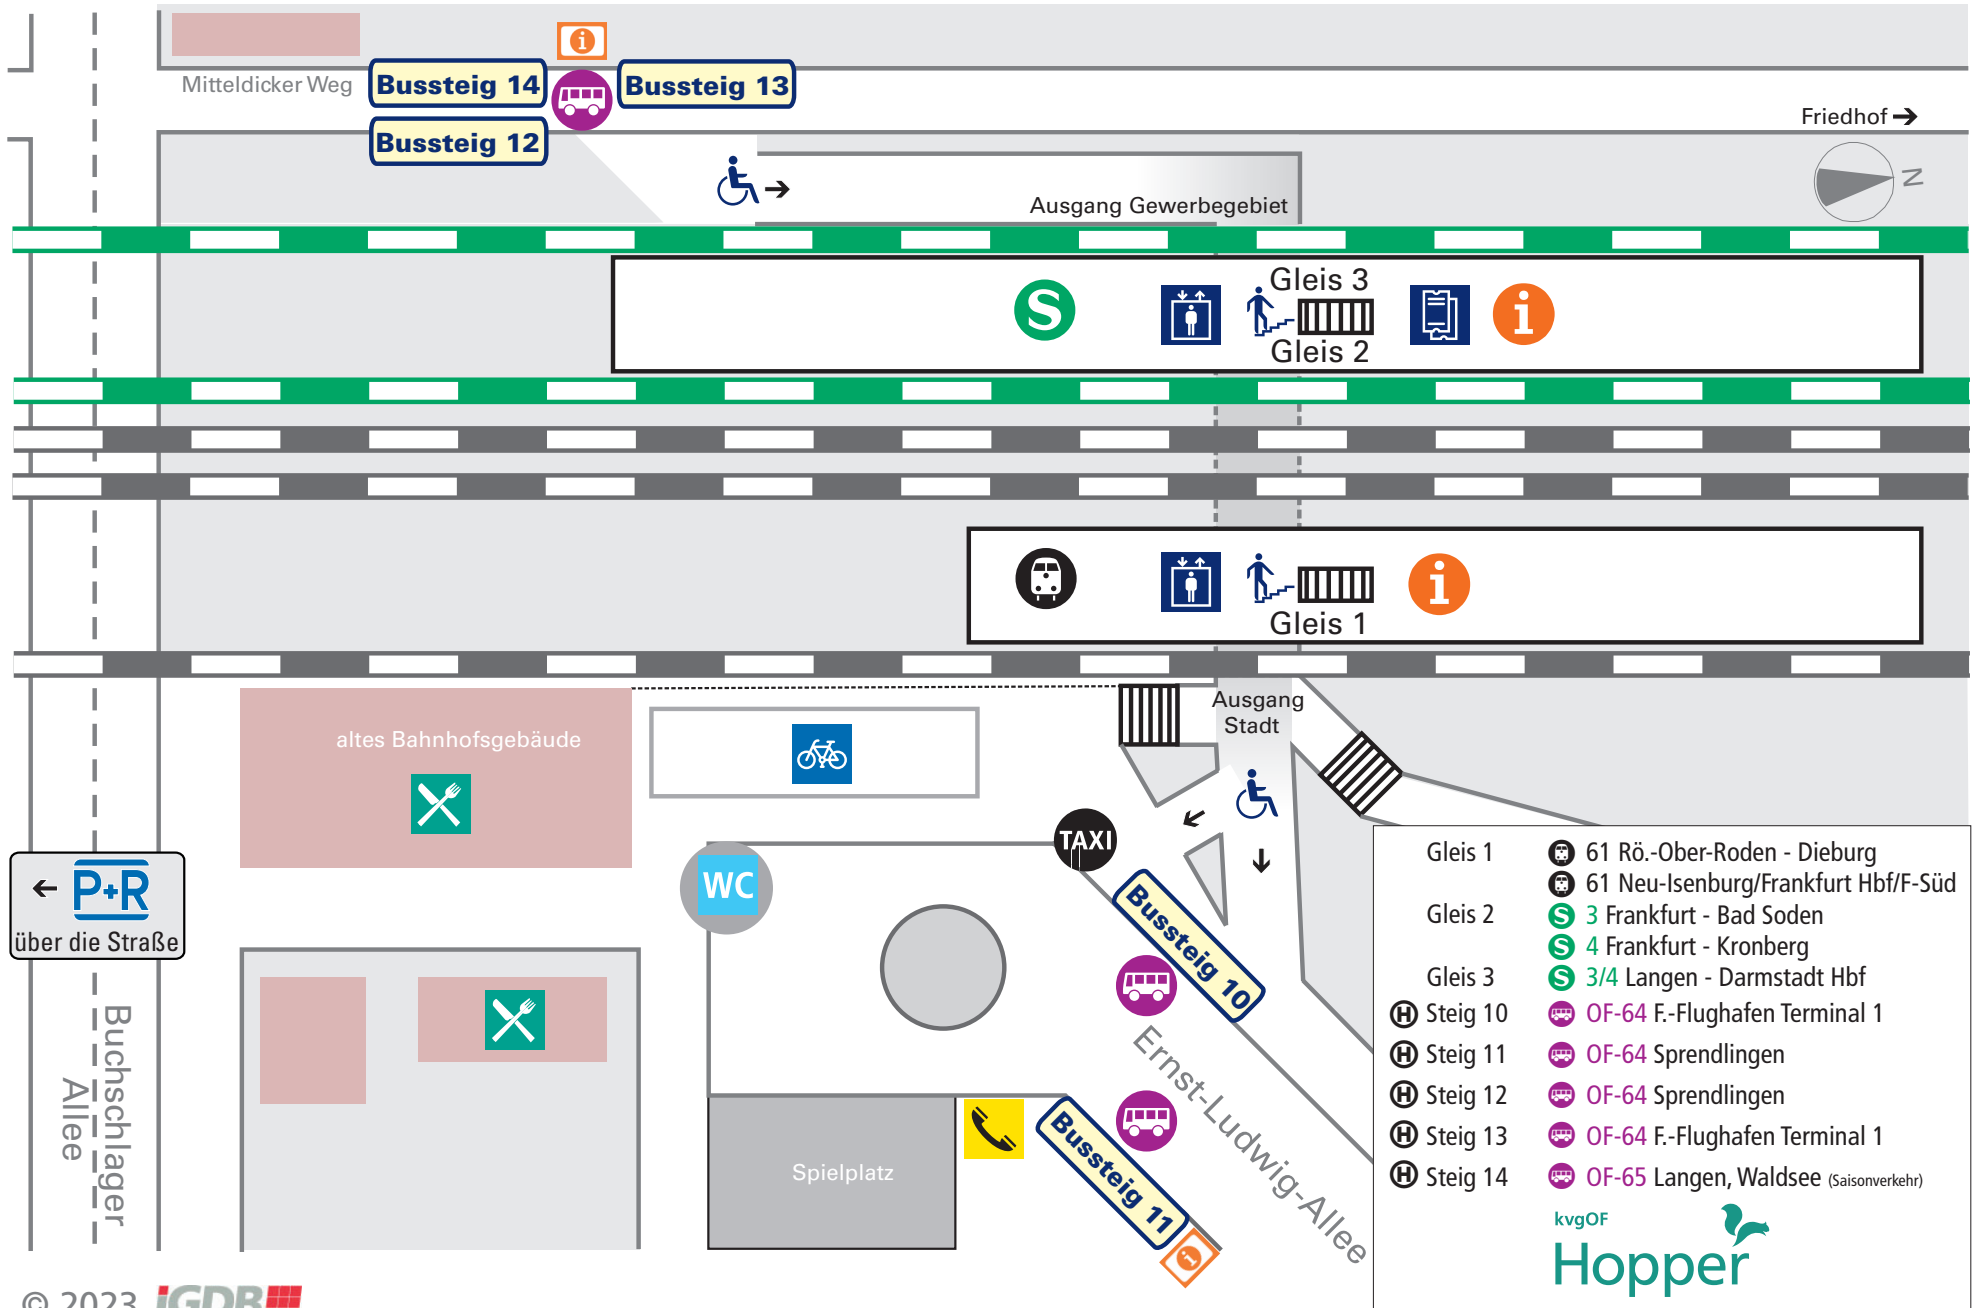 Mitteldicker Weg
Bussteig 14
Bussteig 13
Bussteig 12
Friedhof
N
Ausgang Gewerbegebiet
S
Gleis 3
Gleis 2
i
Gleis 1
i
altes Bahnhofsgebäude
Ausgang
Stadt
TAXI
WC
P+R
über die Straße
Bussteig 10
Bussteig 11
Ernst-Ludwig-Allee
Buchschlager
Allee
Spielplatz
Gleis 1 61 Rö.-Ober-Roden - Dieburg
61 Neu-Isenburg/Frankfurt Hbf/F-Süd
Gleis 2 S 3 Frankfurt - Bad Soden
S 4 Frankfurt - Kronberg
Gleis 3 S 3/4 Langen - Darmstadt Hbf
H Steig 10 OF-64 F.-Flughafen Terminal 1
H Steig 11 OF-64 Sprendlingen
H Steig 12 OF-64 Sprendlingen
H Steig 13 OF-64 F.-Flughafen Terminal 1
H Steig 14 OF-65 Langen, Waldsee (Saisonverkehr)
kvgOF
Hopper
© 2023 iGDB